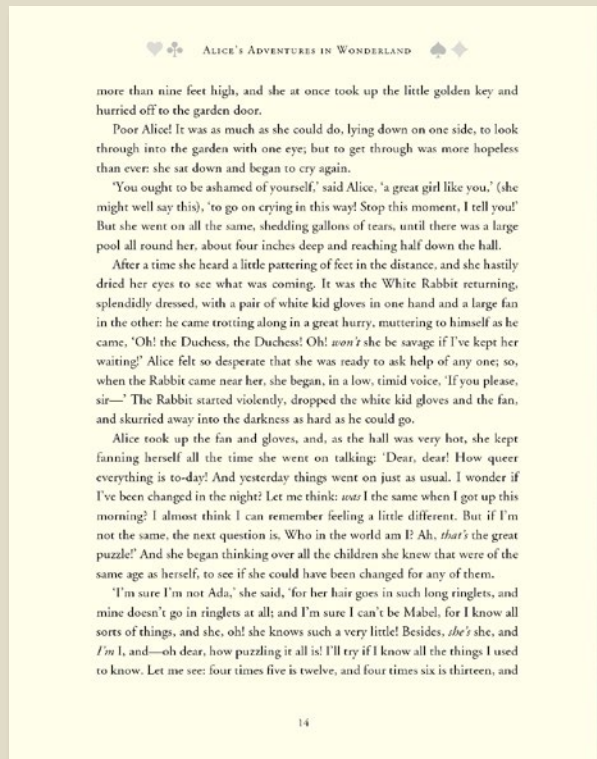 ALICE'S ADVENTURES IN WONDERLAND
more than nine feet high, and she at once took up the little golden key and
hurried off to the garden door.
Poor Alice! It was as much as she could do, lying down on one side, to look
through into the garden with one eye; but to get through was more hopeless
than ever: she sat down and began to cry again.
‘You ought to be ashamed of yourself,’ said Alice, ‘a great girl like you,’ (she
might well say this), ‘to go on crying in this way! Stop this moment, I tell you!’
But she went on all the same, shedding gallons of tears, until there was a large
pool all round her, about four inches deep and reaching half down the hall.
After a time she heard a little pattering of feet in the distance, and she hastily
dried her eyes to see what was coming. It was the White Rabbit returning,
splendidly dressed, with a pair of white kid gloves in one hand and a large fan
in the other: he came trotting along in a great hurry, muttering to himself as he
came, ‘Oh! the Duchess, the Duchess! Oh! won’t she be savage if I’ve kept her
waiting!’ Alice felt so desperate that she was ready to ask help of any one; so,
when the Rabbit came near her, she began, in a low, timid voice, ‘If you please,
sir—’ The Rabbit started violently, dropped the white kid gloves and the fan,
and skurried away into the darkness as hard as he could go.
Alice took up the fan and gloves, and, as the hall was very hot, she kept
fanning herself all the time she went on talking: ‘Dear, dear! How queer
everything is to-day! And yesterday things went on just as usual. I wonder if
I’ve been changed in the night? Let me think: was I the same when I got up this
morning? I almost think I can remember feeling a little different. But if I’m
not the same, the next question is, Who in the world am I? Ah, that’s the great
puzzle!’ And she began thinking over all the children she knew that were of the
same age as herself, to see if she could have been changed for any of them.
‘I’m sure I’m not Ada,’ she said, ‘for her hair goes in such long ringlets, and
mine doesn’t go in ringlets at all; and I’m sure I can’t be Mabel, for I know all
sorts of things, and she, oh! she knows such a very little! Besides, she’s she, and
I’m I, and—oh dear, how puzzling it all is! I’ll try if I know all the things I used
to know. Let me see: four times five is twelve, and four times six is thirteen, and
14